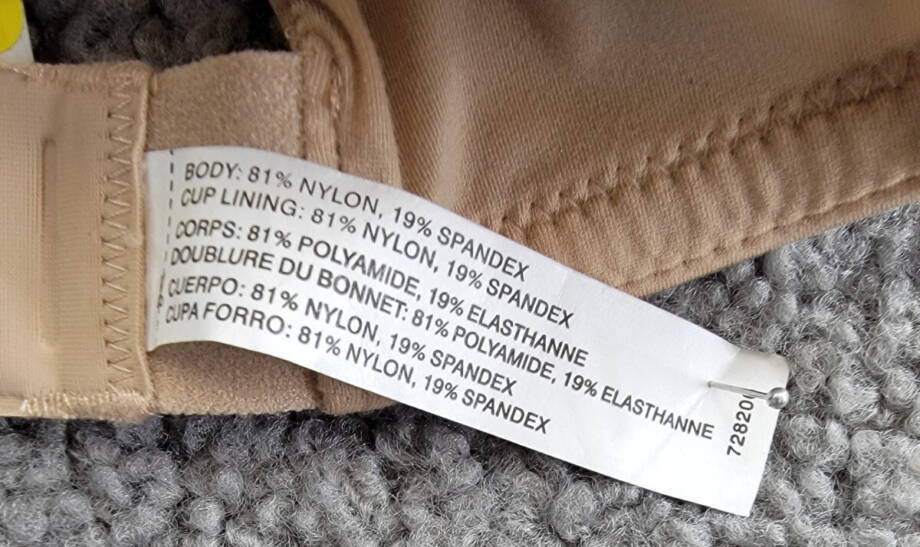 BODY: 81% NYLON, 19% SPANDEX
CUP LINING: 81% NYLON, 19% SPANDEX
CORPS: 81% POLYAMIDE, 19% ELASTHANNE
DOUBLURE DU BONNET: 81% POLYAMIDE, 19% ELASTHANNE
CUERPO: 81% NYLON, 19% SPANDEX
CUPA FORRO: 81% NYLON, 19% SPANDEX